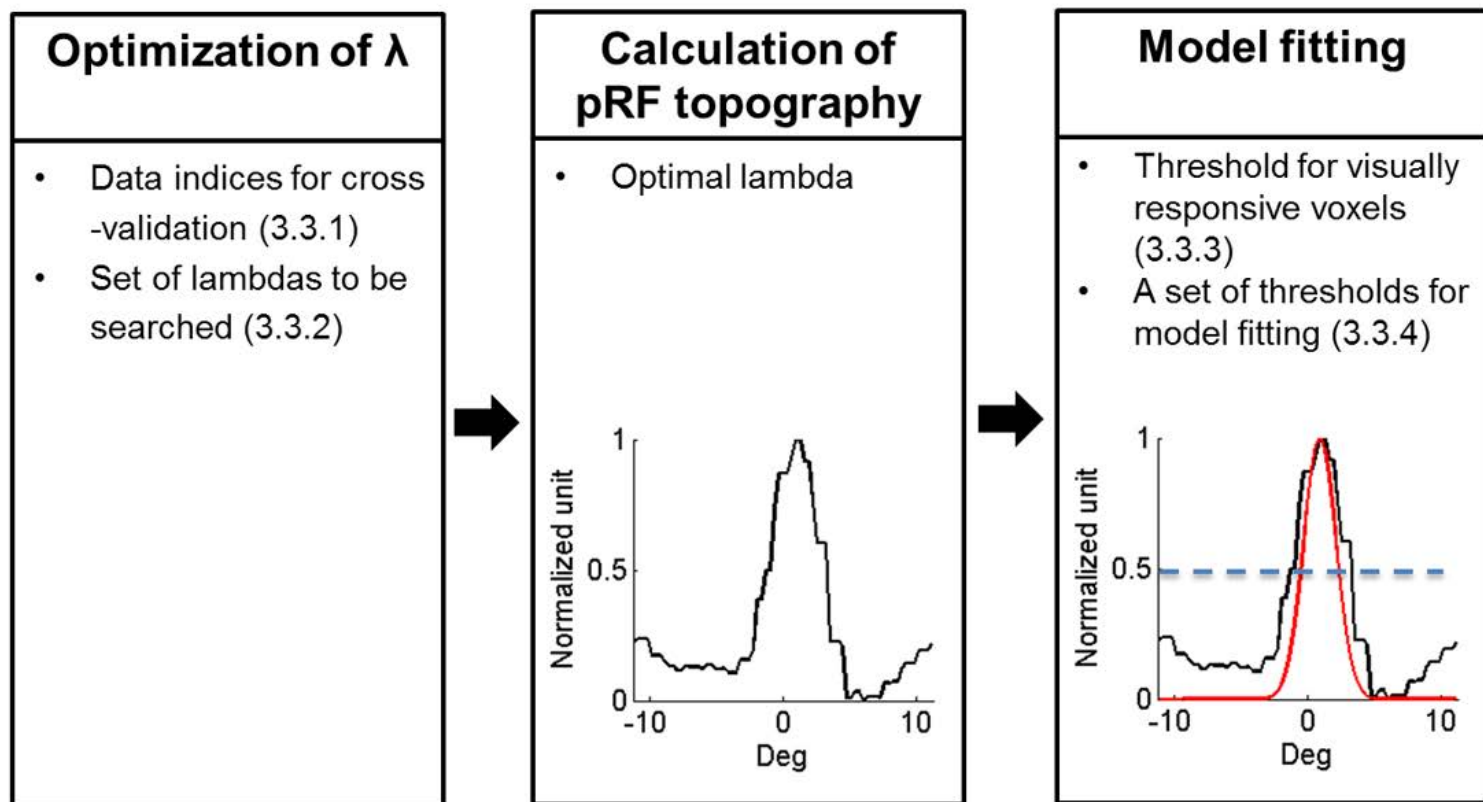 Optimization of λ
• Data indices for cross
-validation (3.3.1)
• Set of lambdas to be
searched (3.3.2)
Calculation of
pRF topography
• Optimal lambda
Normalized unit
1
0.5
0
-10
0
10
Deg
Model fitting
• Threshold for visually
responsive voxels
(3.3.3)
• A set of thresholds for
model fitting (3.3.4)
Normalized unit
1
0.5
0
-10
0
10
Deg